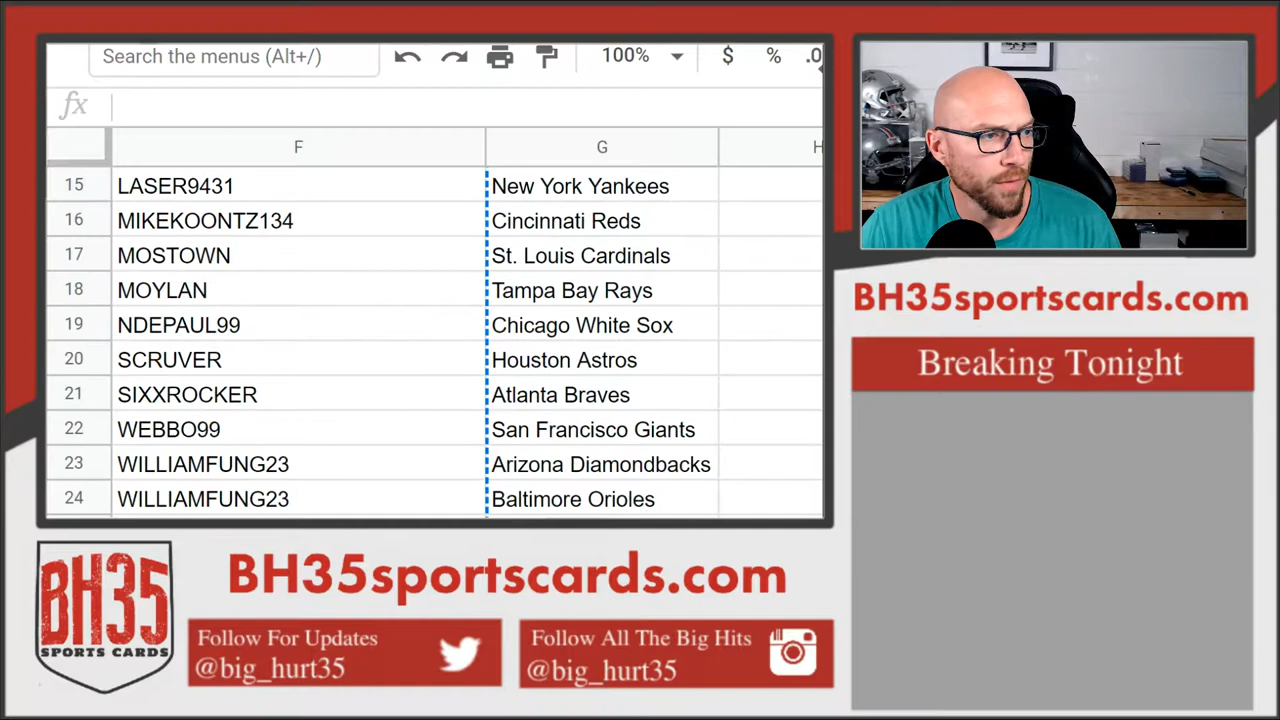 Search the menus (Alt+/)
100%
$
%
.0
fx
F
G
H
15 LASER9431 New York Yankees
16 MIKEKOONTZ134 Cincinnati Reds
17 MOSTOWN St. Louis Cardinals
18 MOYLAN Tampa Bay Rays
19 NDEPAUL99 Chicago White Sox
20 SCRUVER Houston Astros
21 SIXXROCKER Atlanta Braves
22 WEBBO99 San Francisco Giants
23 WILLIAMFUNG23 Arizona Diamondbacks
24 WILLIAMFUNG23 Baltimore Orioles
BH35sportscards.com
Breaking Tonight
BH35
SPORTS CARDS
BH35sportscards.com
Follow For Updates
@big_hurt35
Follow All The Big Hits
@big_hurt35